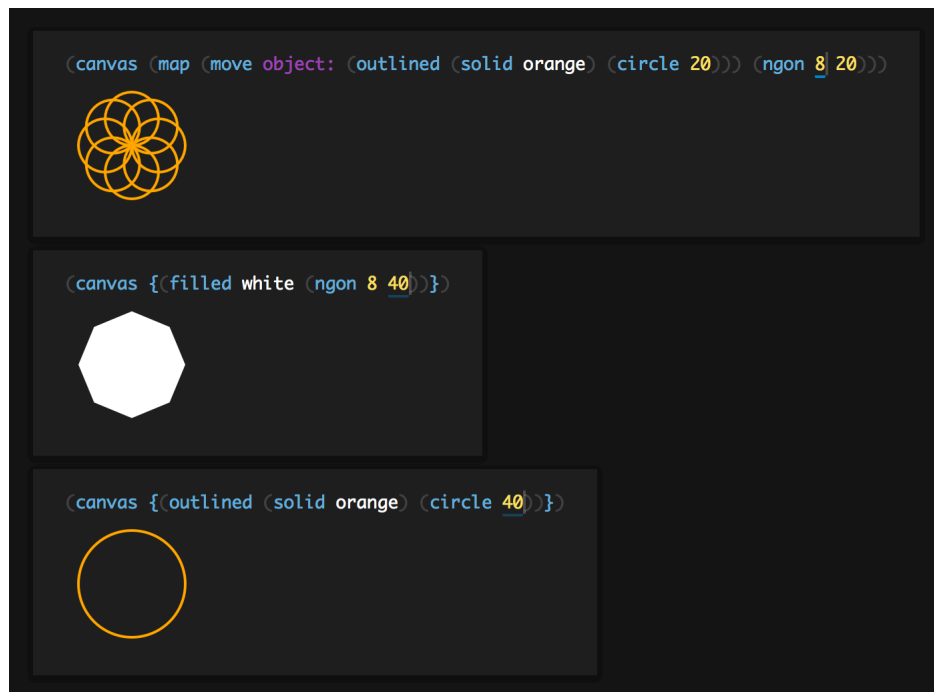 (canvas (map (move object: (outlined (solid orange) (circle 20))) (ngon 8 20)))
(canvas {(filled white (ngon 8 40))})
(canvas {(outlined (solid orange) (circle 40))})